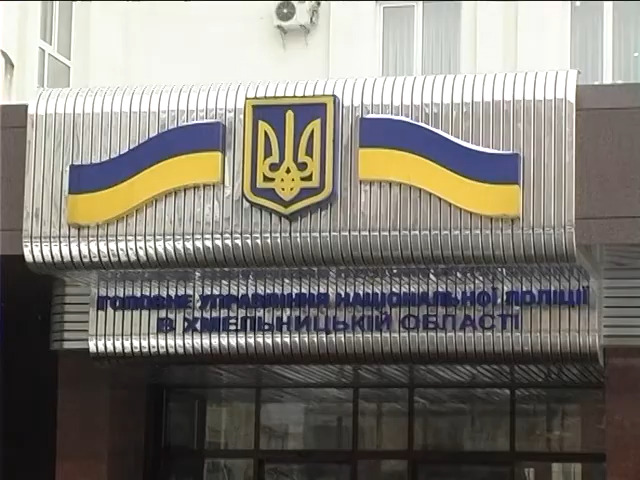 ГОЛОВНЕ УПРАВЛІННЯ НАЦІОНАЛЬНОЇ ПОЛІЦІЇ
В ХМЕЛЬНИЦЬКІЙ ОБЛАСТІ